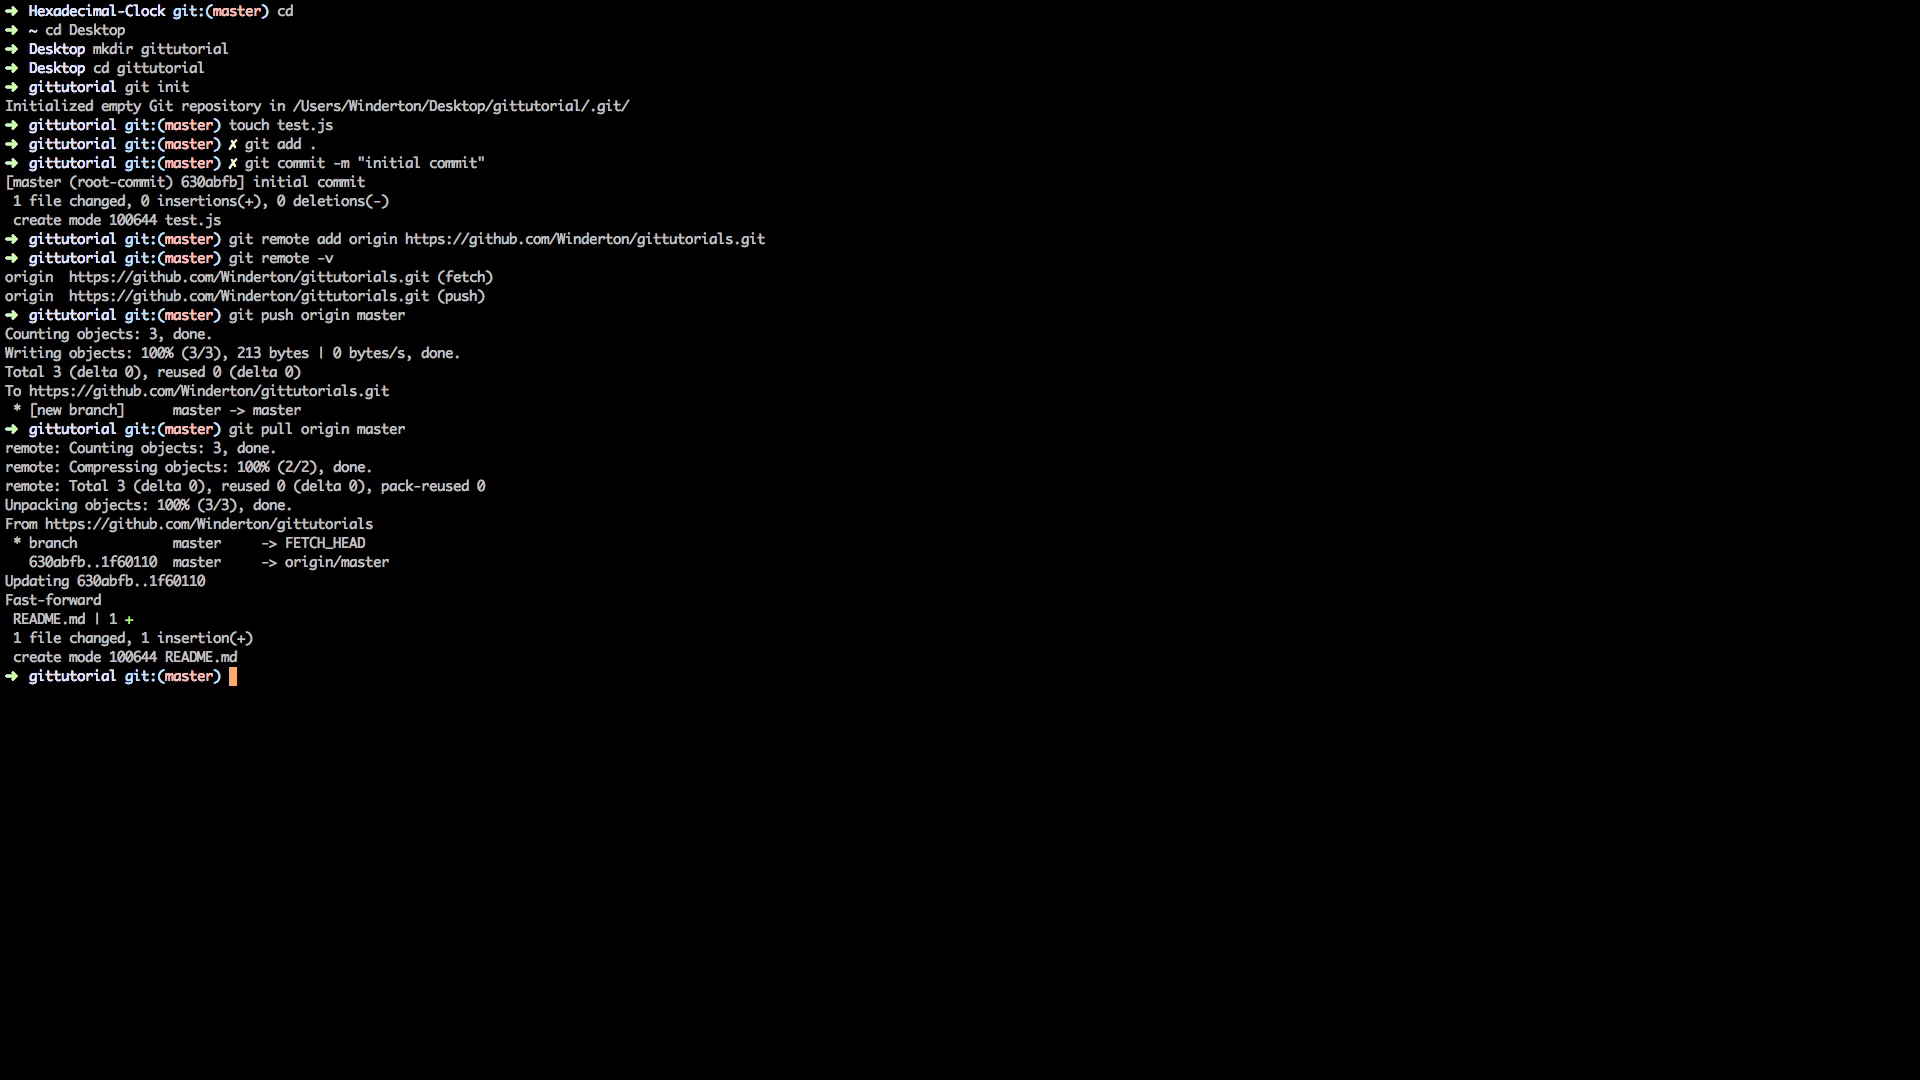 ➜ Hexadecimal-Clock git:(master) cd
➜ ~ cd Desktop
➜ Desktop mkdir gittutorial
➜ Desktop cd gittutorial
➜ gittutorial git init
Initialized empty Git repository in /Users/Winderton/Desktop/gittutorial/.git/
➜ gittutorial git:(master) touch test.js
➜ gittutorial git:(master) ✗ git add .
➜ gittutorial git:(master) ✗ git commit -m "initial commit"
[master (root-commit) 630abfb] initial commit
 1 file changed, 0 insertions(+), 0 deletions(-)
 create mode 100644 test.js
➜ gittutorial git:(master) git remote add origin https://github.com/Winderton/gittutorials.git
➜ gittutorial git:(master) git remote -v
origin  https://github.com/Winderton/gittutorials.git (fetch)
origin  https://github.com/Winderton/gittutorials.git (push)
➜ gittutorial git:(master) git push origin master
Counting objects: 3, done.
Writing objects: 100% (3/3), 213 bytes | 0 bytes/s, done.
Total 3 (delta 0), reused 0 (delta 0)
To https://github.com/Winderton/gittutorials.git
 * [new branch]      master -> master
➜ gittutorial git:(master) git pull origin master
remote: Counting objects: 3, done.
remote: Compressing objects: 100% (2/2), done.
remote: Total 3 (delta 0), reused 0 (delta 0), pack-reused 0
Unpacking objects: 100% (3/3), done.
From https://github.com/Winderton/gittutorials
 * branch            master     -> FETCH_HEAD
   630abfb..1f60110  master     -> origin/master
Updating 630abfb..1f60110
Fast-forward
 README.md | 1 +
 1 file changed, 1 insertion(+)
 create mode 100644 README.md
➜ gittutorial git:(master)